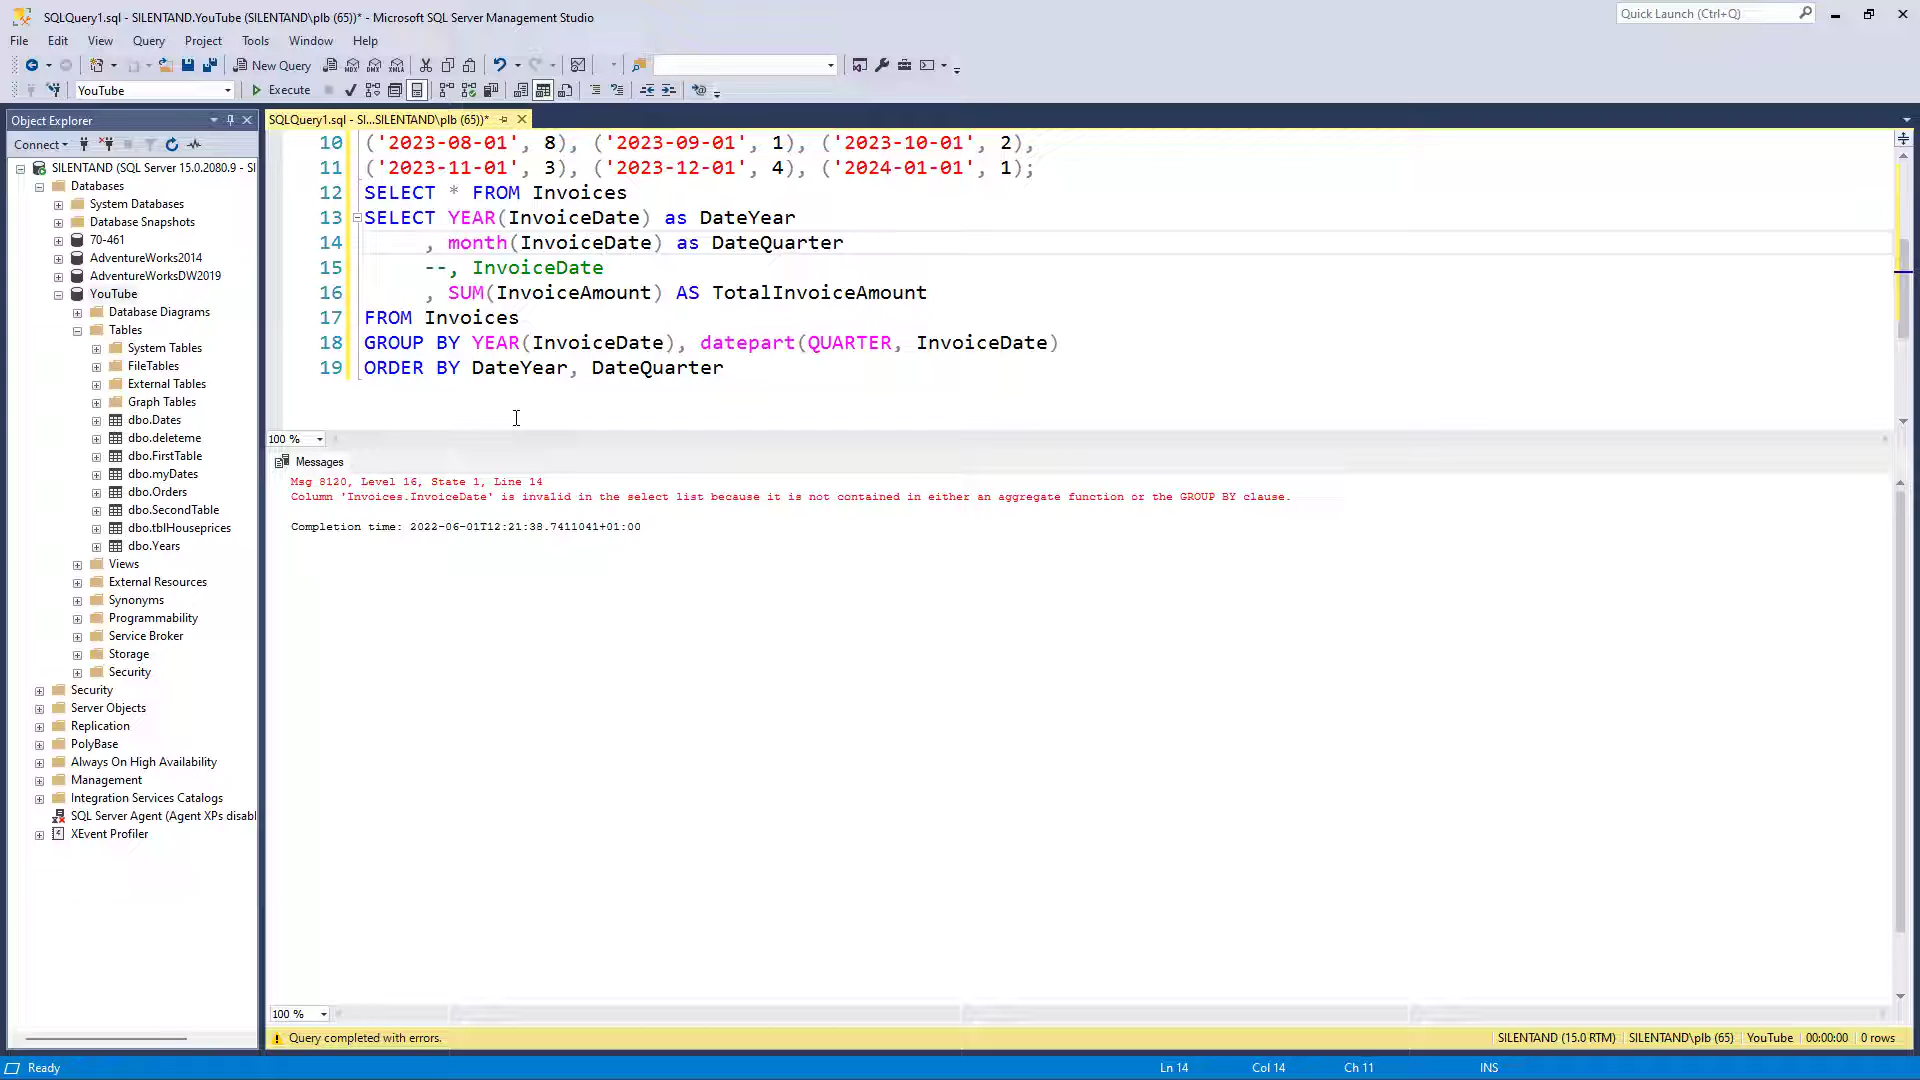 SQLQuery1.sql - SILENTAND.YouTube (SILENTAND\plb (65))* - Microsoft SQL Server Management Studio
Quick Launch (Ctrl+Q)
File Edit View Query Project Tools Window Help
New Query
YouTube
Execute
Object Explorer
SQLQuery1.sql - SI...SILENTAND\plb (65))*
Connect
SILENTAND (SQL Server 15.0.2080.9 - SI
Databases
System Databases
Database Snapshots
70-461
AdventureWorks2014
AdventureWorksDW2019
YouTube
Database Diagrams
Tables
System Tables
FileTables
External Tables
Graph Tables
dbo.Dates
dbo.deleteme
dbo.FirstTable
dbo.myDates
dbo.Orders
dbo.SecondTable
dbo.tblHouseprices
dbo.Years
Views
External Resources
Synonyms
Programmability
Service Broker
Storage
Security
Security
Server Objects
Replication
PolyBase
Always On High Availability
Management
Integration Services Catalogs
SQL Server Agent (Agent XPs disabl
XEvent Profiler
10 ('2023-08-01', 8), ('2023-09-01', 1), ('2023-10-01', 2),
11 ('2023-11-01', 3), ('2023-12-01', 4), ('2024-01-01', 1);
12 SELECT * FROM Invoices
13 SELECT YEAR(InvoiceDate) as DateYear
14 , month(InvoiceDate) as DateQuarter
15 --, InvoiceDate
16 , SUM(InvoiceAmount) AS TotalInvoiceAmount
17 FROM Invoices
18 GROUP BY YEAR(InvoiceDate), datepart(QUARTER, InvoiceDate)
19 ORDER BY DateYear, DateQuarter
100 %
Messages
Msg 8120, Level 16, State 1, Line 14
Column 'Invoices.InvoiceDate' is invalid in the select list because it is not contained in either an aggregate function or the GROUP BY clause.
Completion time: 2022-06-01T12:21:38.7411041+01:00
100 %
Query completed with errors.
SILENTAND (15.0 RTM) SILENTAND\plb (65) YouTube 00:00:00 0 rows
Ready
Ln 14 Col 14 Ch 11 INS